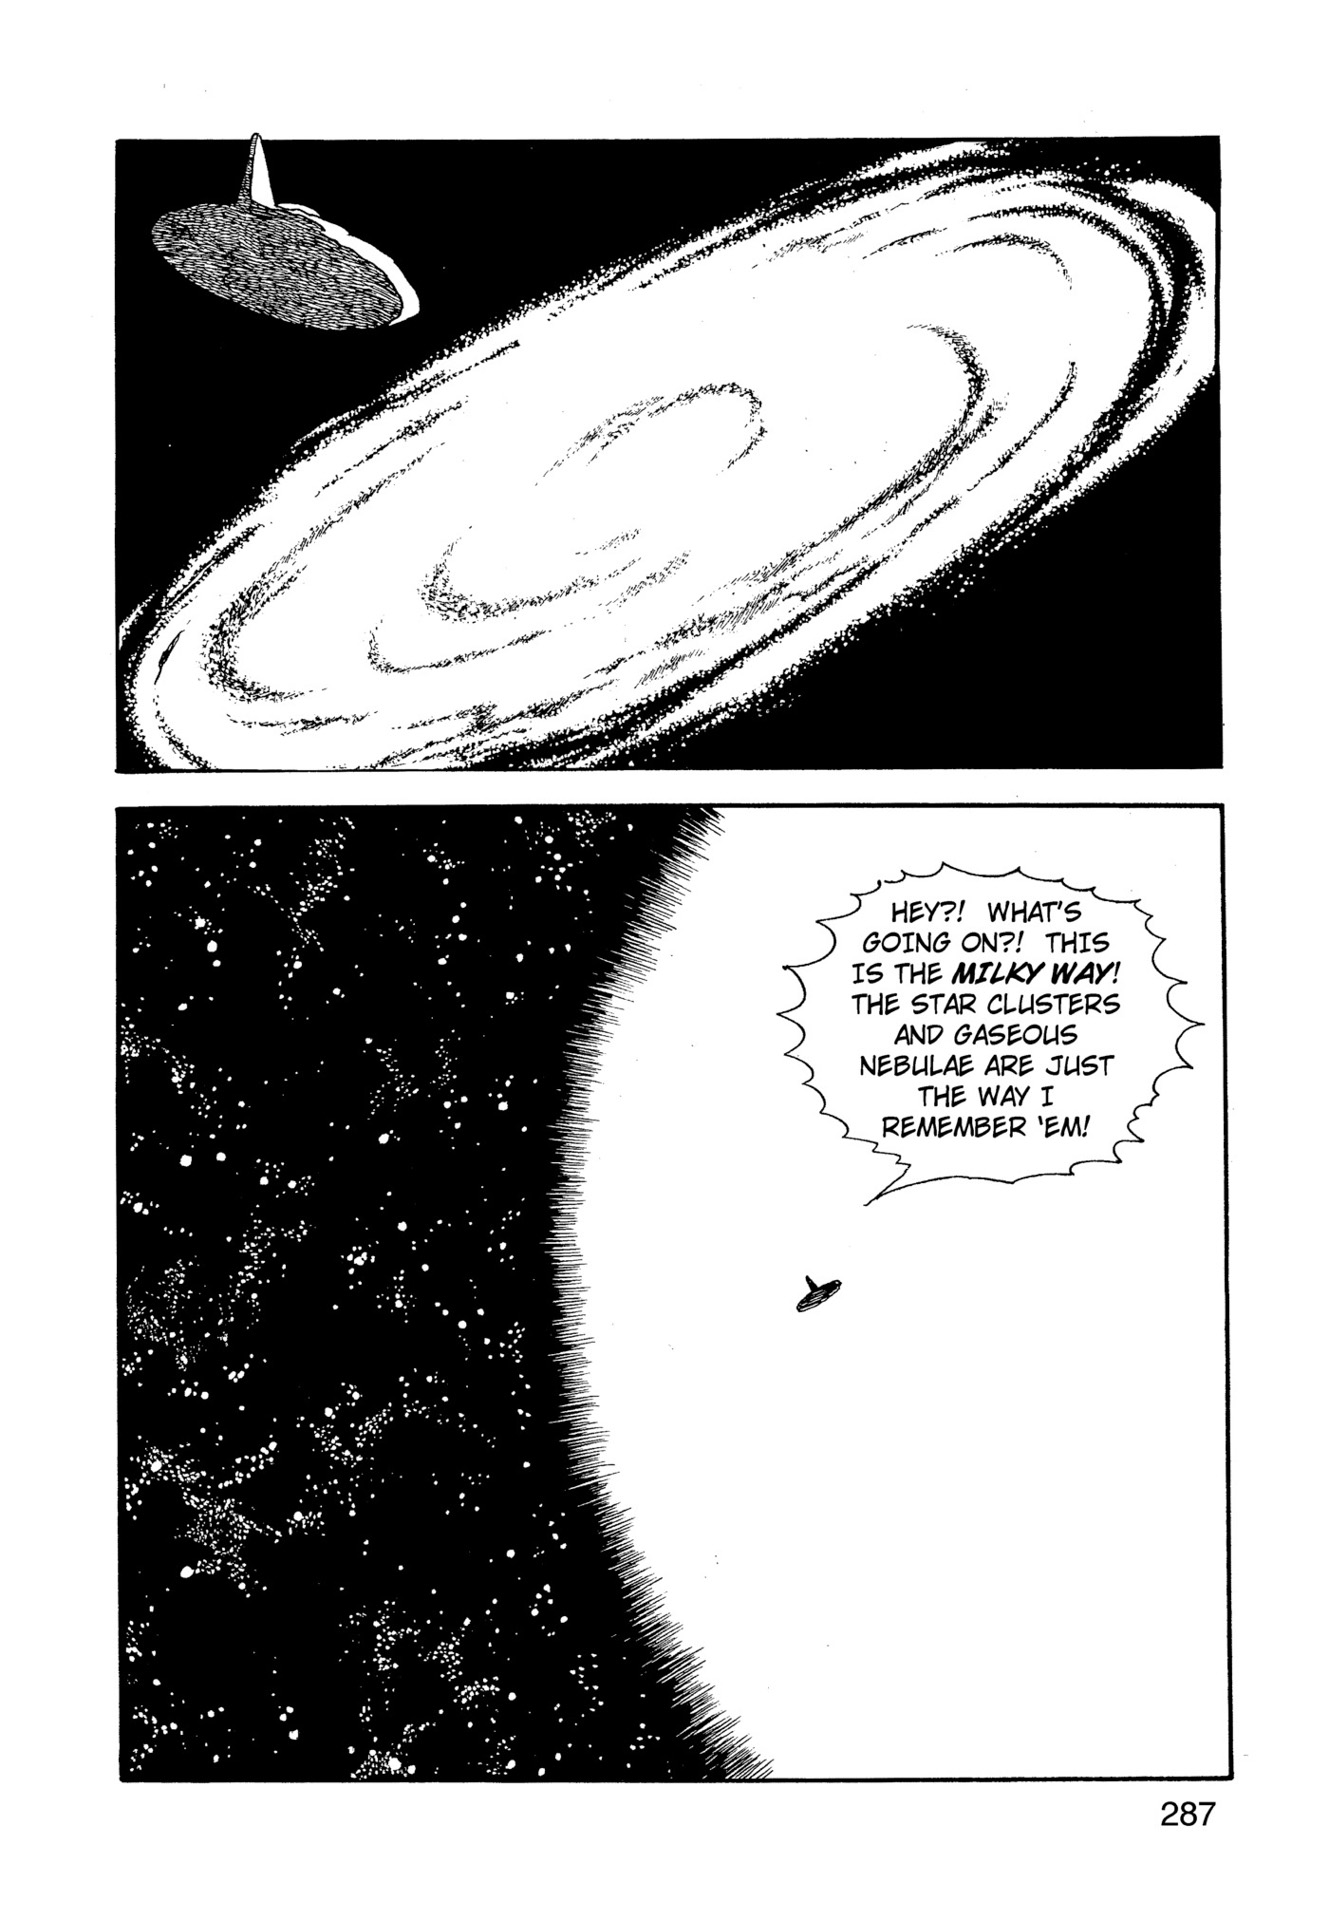 HEY?! WHAT'S
GOING ON?! THIS
IS THE MILKY WAY!
THE STAR CLUSTERS
AND GASEOUS
NEBULAE ARE JUST
THE WAY I
REMEMBER 'EM!
287